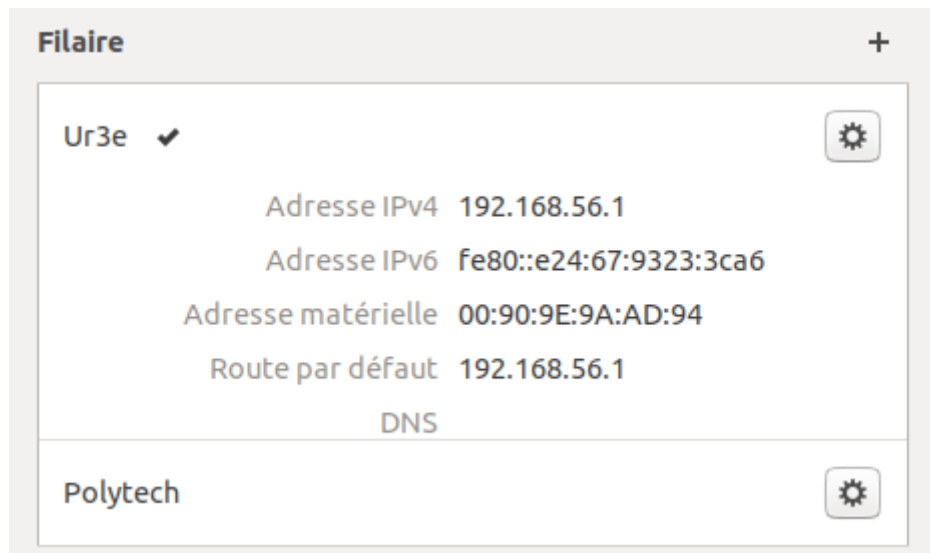 Filaire +
Ur3e ✔
Adresse IPv4 192.168.56.1
Adresse IPv6 fe80::e24:67:9323:3ca6
Adresse matérielle 00:90:9E:9A:AD:94
Route par défaut 192.168.56.1
DNS
Polytech